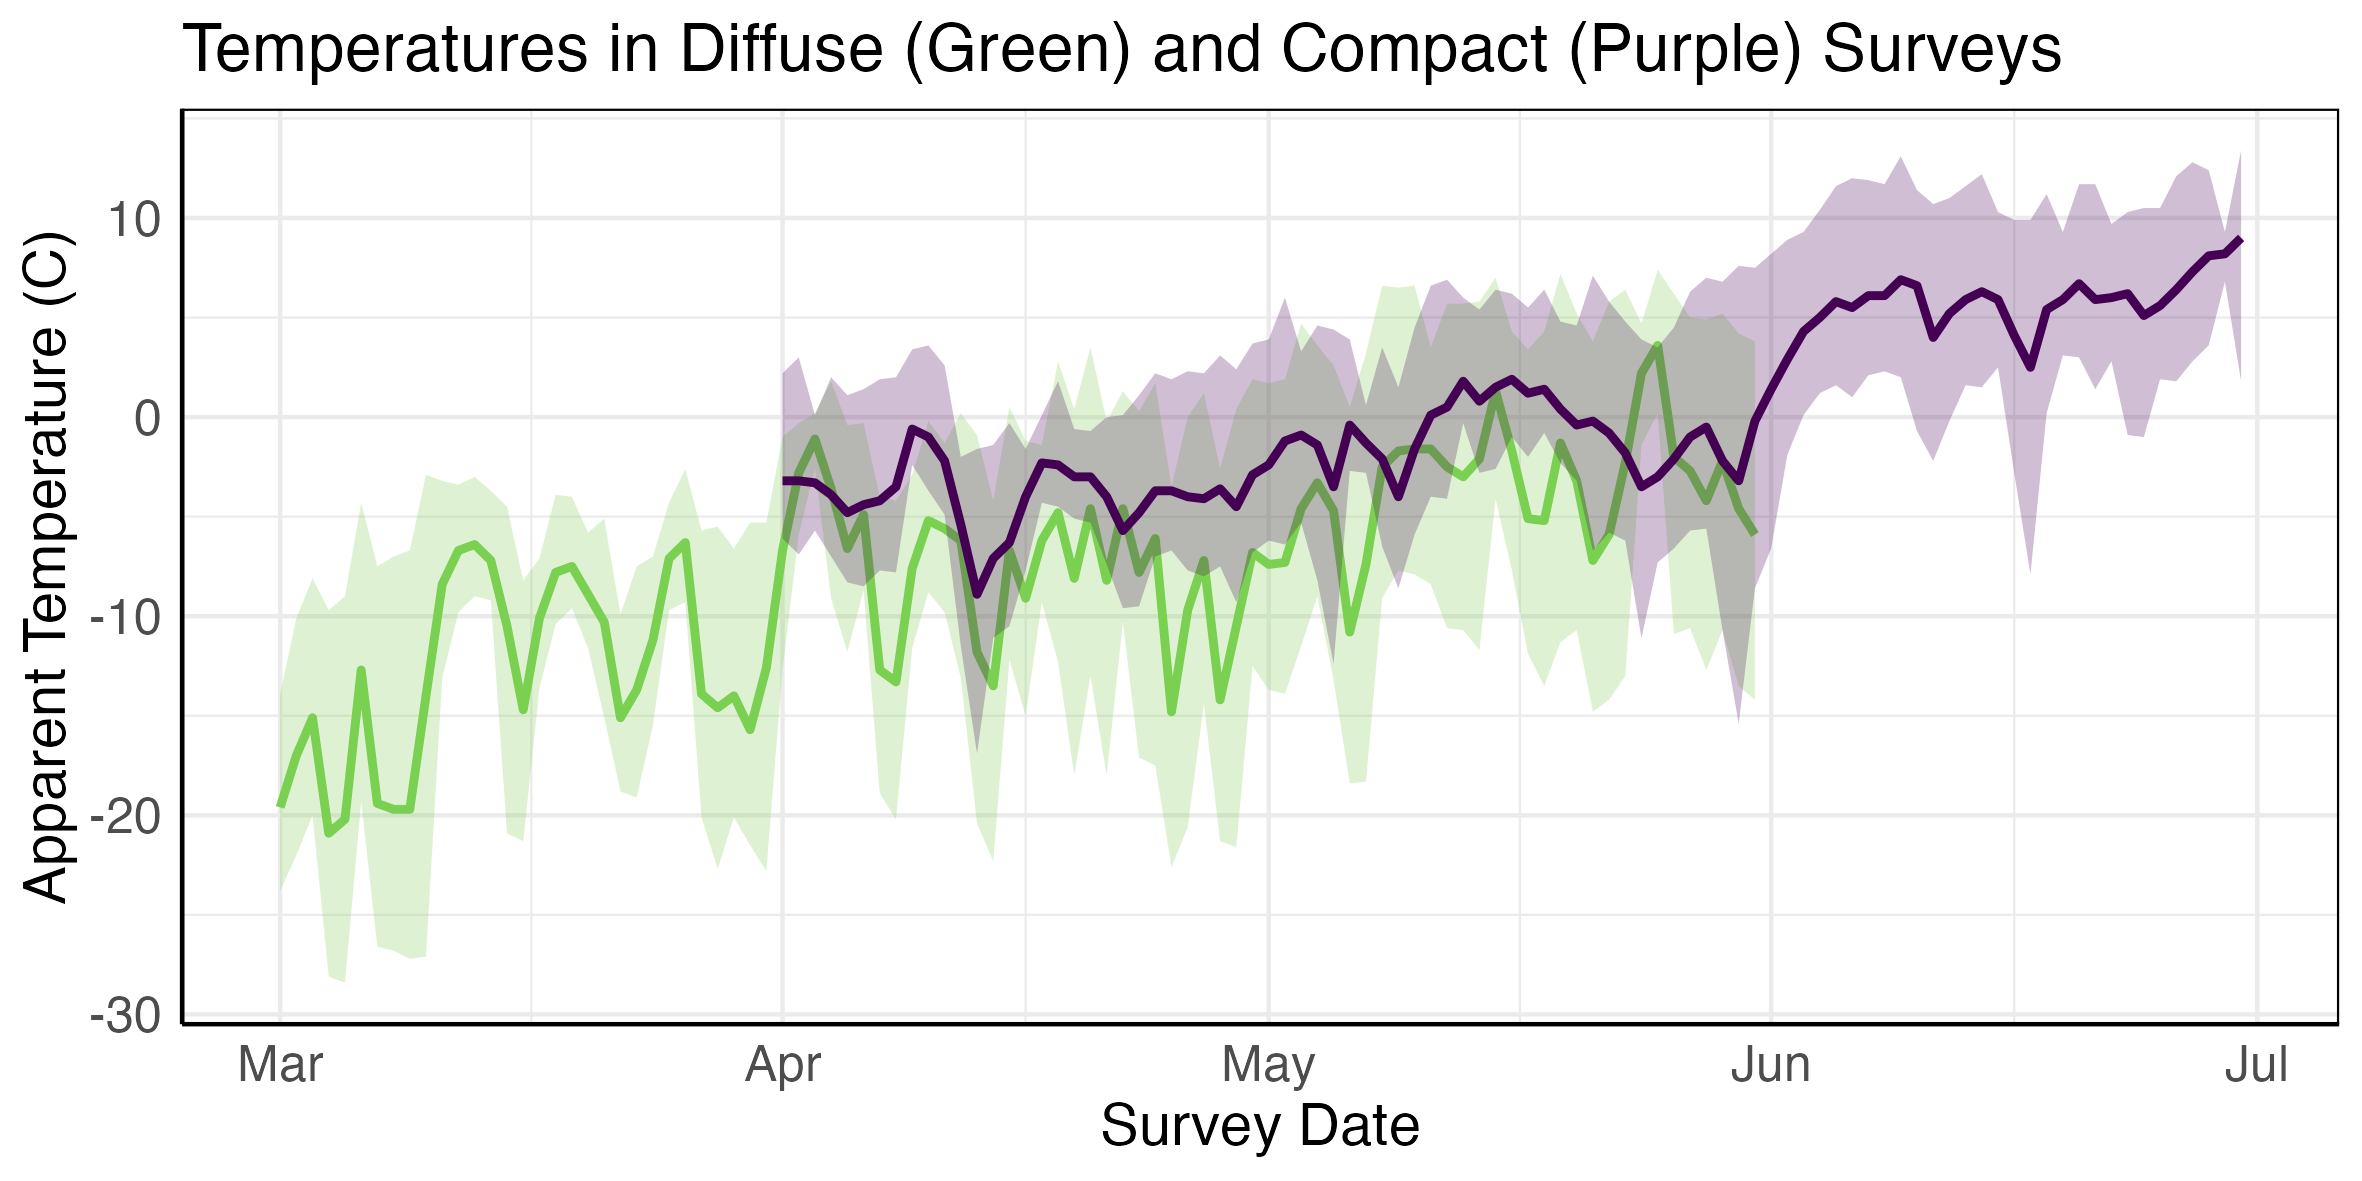 Temperatures in Diffuse (Green) and Compact (Purple) Surveys
Apparent Temperature (C)
10
0
-10
-20
-30
Mar Apr May Jun Jul
Survey Date